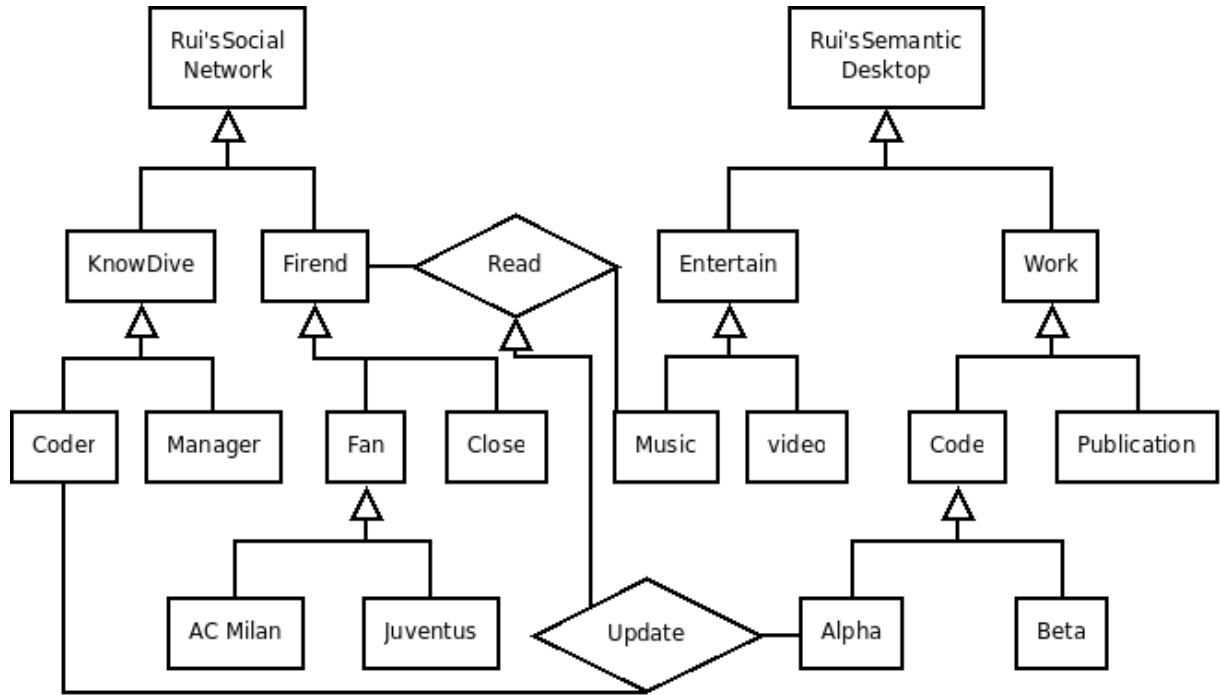 Rui'sSocial
Network
Rui'sSemantic
Desktop
KnowDive
Firend
Read
Entertain
Work
Coder
Manager
Fan
Close
Music
video
Code
Publication
AC Milan
Juventus
Update
Alpha
Beta